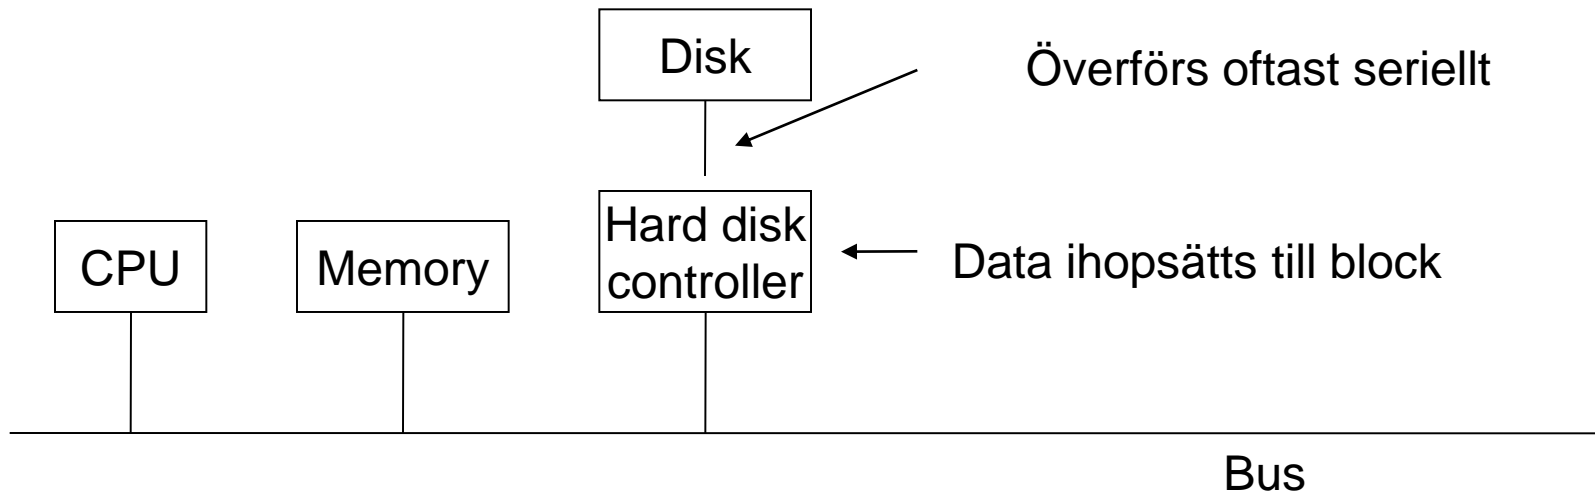 Disk
Överförs oftast seriellt
CPU
Memory
Hard disk
controller
Data ihopsätts till block
Bus